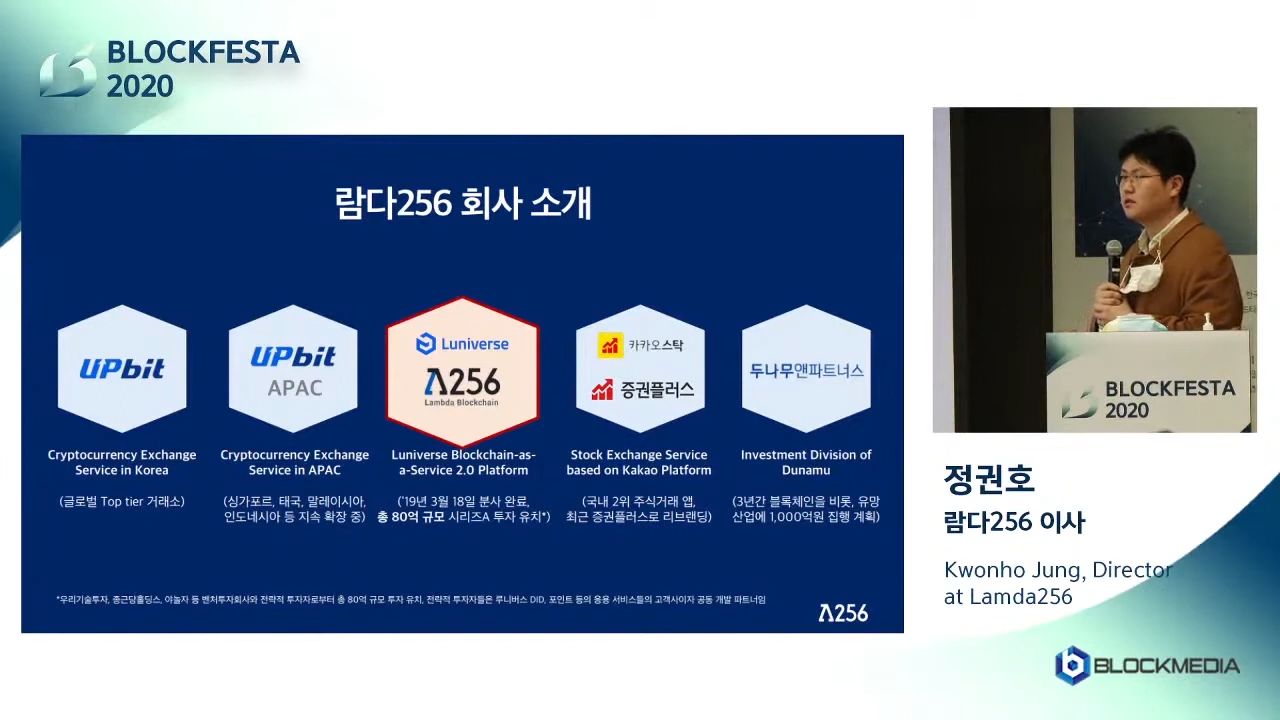 BLOCKFESTA
2020
람다256 회사 소개
UPbit
UPbit
APAC
Luniverse
Λ256
Lambda Blockchain
카카오스탁
증권플러스
두나무앤파트너스
Cryptocurrency Exchange
Service in Korea
(글로벌 Top tier 거래소)
Cryptocurrency Exchange
Service in APAC
(싱가포르, 태국, 말레이시아,
인도네시아 등 지속 확장 중)
Luniverse Blockchain-as-
a-Service 2.0 Platform
('19년 3월 18일 분사 완료,
총 80억 규모 시리즈A 투자 유치*)
Stock Exchange Service
based on Kakao Platform
(국내 2위 주식거래 앱,
최근 증권플러스로 리브랜딩)
Investment Division of
Dunamu
(3년간 블록체인을 비롯, 유망
산업에 1,000억원 집행 계획)
*우리기술투자, 종근당홀딩스, 야놀자 등 벤처투자회사와 전략적 투자자로부터 총 80억 규모 투자 유치, 전략적 투자자들은 루니버스 DID, 포인트 등의 응용 서비스들의 고객사이자 공동 개발 파트너임
Λ256
BLOCKFESTA
2020
정권호
람다256 이사
Kwonho Jung, Director
at Lamda256
BLOCKMEDIA